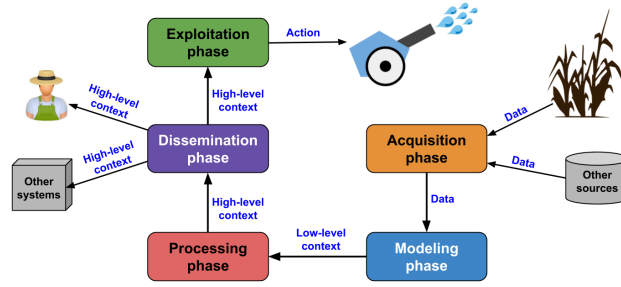 Exploitation
phase
Action
High-level
context
High-level
context
Data
Dissemination
phase
Acquisition
phase
High-level
context
Data
Other
systems
Other
sources
High-level
context
Data
Low-level
context
Processing
phase
Modeling
phase